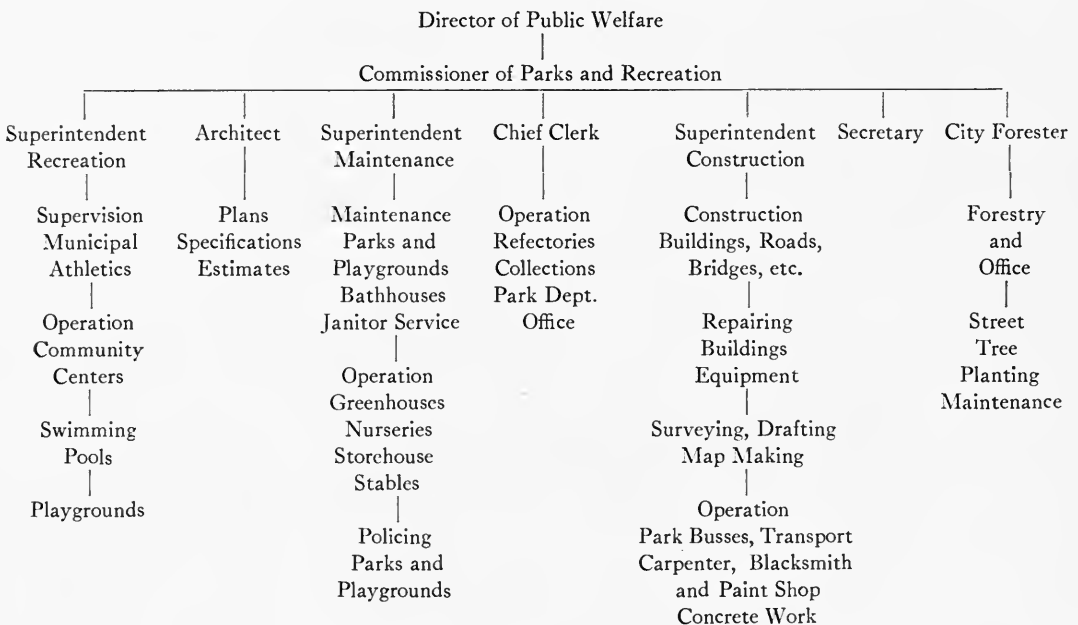 Director of Public Welfare
Commissioner of Parks and Recreation
Superintendent
Recreation
Supervision
Municipal
Athletics
Operation
Community
Centers
Swimming
Pools
Playgrounds
Architect
Plans
Specifications
Estimates
Superintendent
Maintenance
Maintenance
Parks and
Playgrounds
Bathhouses
Janitor Service
Operation
Greenhouses
Nurseries
Storehouse
Stables
Policing
Parks and
Playgrounds
Chief Clerk
Operation
Refectories
Collections
Park Dept.
Office
Superintendent
Construction
Construction
Buildings, Roads,
Bridges, etc.
Repairing
Buildings
Equipment
Surveying, Drafting
Map Making
Operation
Park Busses, Transport
Carpenter, Blacksmith
and Paint Shop
Concrete Work
Secretary
City Forester
Forestry
and
Office
Street
Tree
Planting
Maintenance